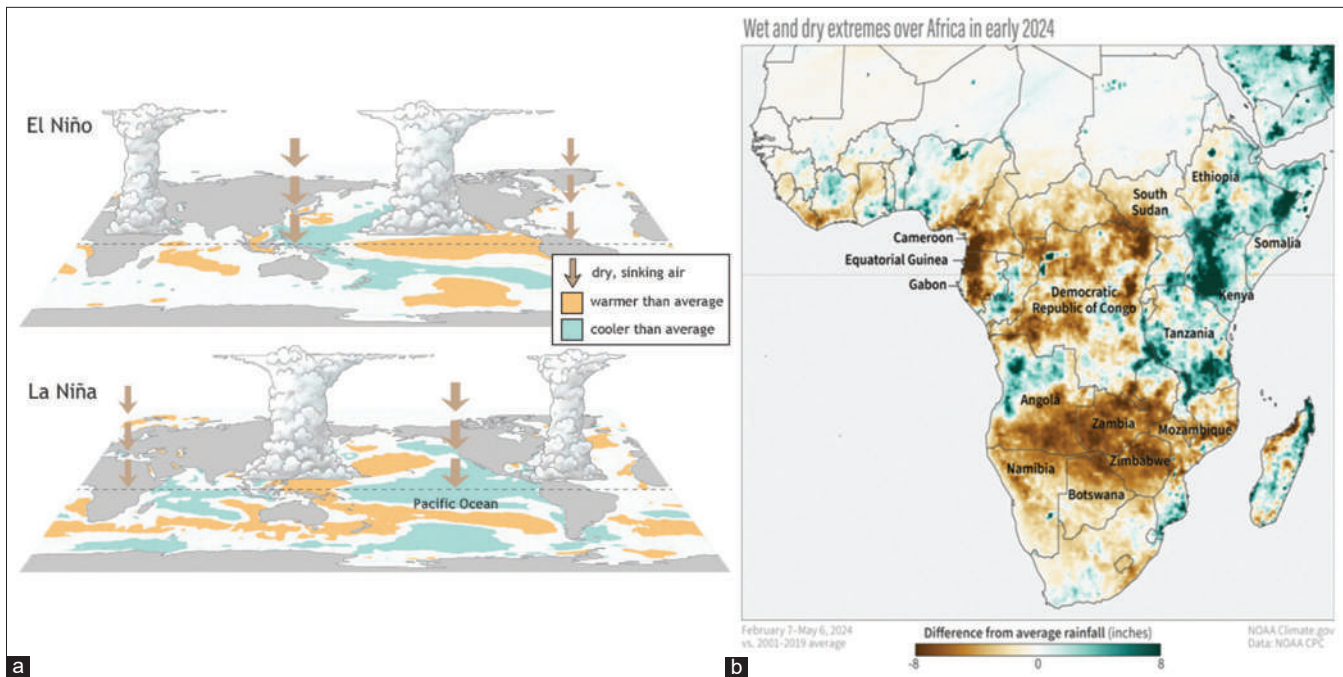 El Niño
dry, sinking air
warmer than average
cooler than average
La Niña
Pacific Ocean
a
Wet and dry extremes over Africa in early 2024
Ethiopia
South
Sudan
Somalia
Cameroon
Equatorial Guinea
Gabon
Democratic
Republic of Congo
Kenya
Tanzania
Angola
Zambia
Mozambique
Zimbabwe
Namibia
Botswana
February 7–May 6, 2024
vs. 2001-2019 average
Difference from average rainfall (inches)
-8
0
8
NOAA Climate.gov
Data: NOAA CPC
b